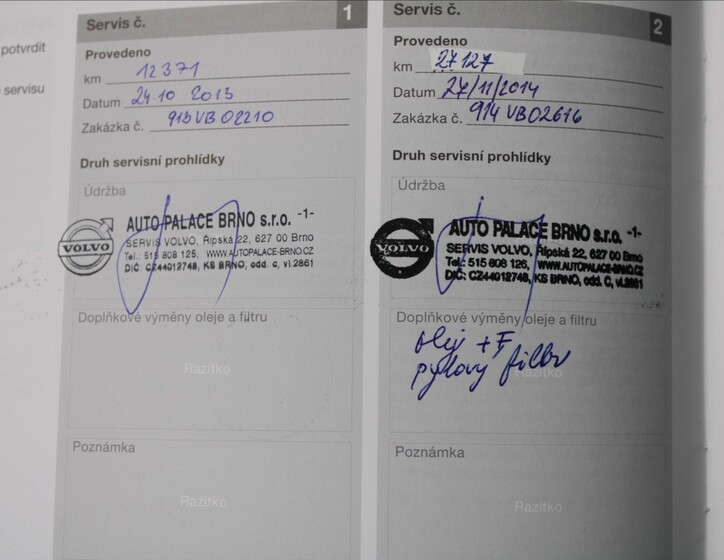 potvrdit
servisu
Servis č. 1
Provedeno
km 12371
Datum 24.10 2013
Zakázka č. 913VB02210
Druh servisní prohlídky
Údržba
VOLVO
AUTO PALACE BRNO s.r.o. -1-
SERVIS VOLVO, Řípská 22, 627 00 Brno
Tel.: 515 808 125, WWW.AUTOPALACE-BRNO.CZ
DIČ: CZ44012748, KS BRNO, odd. C, vl.2861
Doplňkové výměny oleje a filtru
Razítko
Poznámka
Razítko
Servis č. 2
Provedeno
km 27127
Datum 27/11/2014
Zakázka č. 914VB02616
Druh servisní prohlídky
Údržba
VOLVO
AUTO PALACE BRNO s.r.o. -1-
SERVIS VOLVO, Řípská 22, 627 00 Brno
Tel.: 515 808 125, WWW.AUTOPALACE-BRNO.CZ
DIČ: CZ44012748, KS BRNO, odd. C, vl.2861
Doplňkové výměny oleje a filtru
olej + F
pylovy filtr
Razítko
Poznámka
Razítko